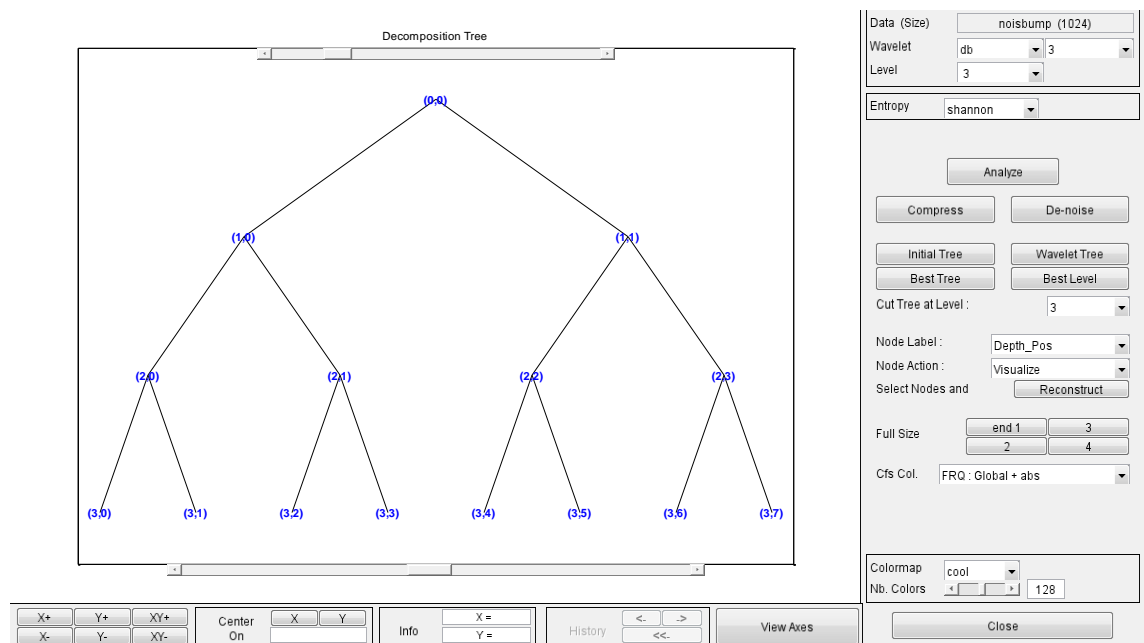 Decomposition Tree
(0,0)
(1,0) (1,1)
(2,0) (2,1) (2,2) (2,3)
(3,0) (3,1) (3,2) (3,3) (3,4) (3,5) (3,6) (3,7)
Data (Size) noisbump (1024)
Wavelet db 3
Level 3
Entropy shannon
Analyze
Compress De-noise
Initial Tree Wavelet Tree
Best Tree Best Level
Cut Tree at Level : 3
Node Label : Depth_Pos
Node Action : Visualize
Select Nodes and Reconstruct
Full Size end 1 3
2 4
Cfs Col. FRQ : Global + abs
Colormap cool
Nb. Colors 128
X+ Y+ XY+
X- Y- XY-
Center On X Y
Info X =
Y =
History <- ->
<<-
View Axes
Close